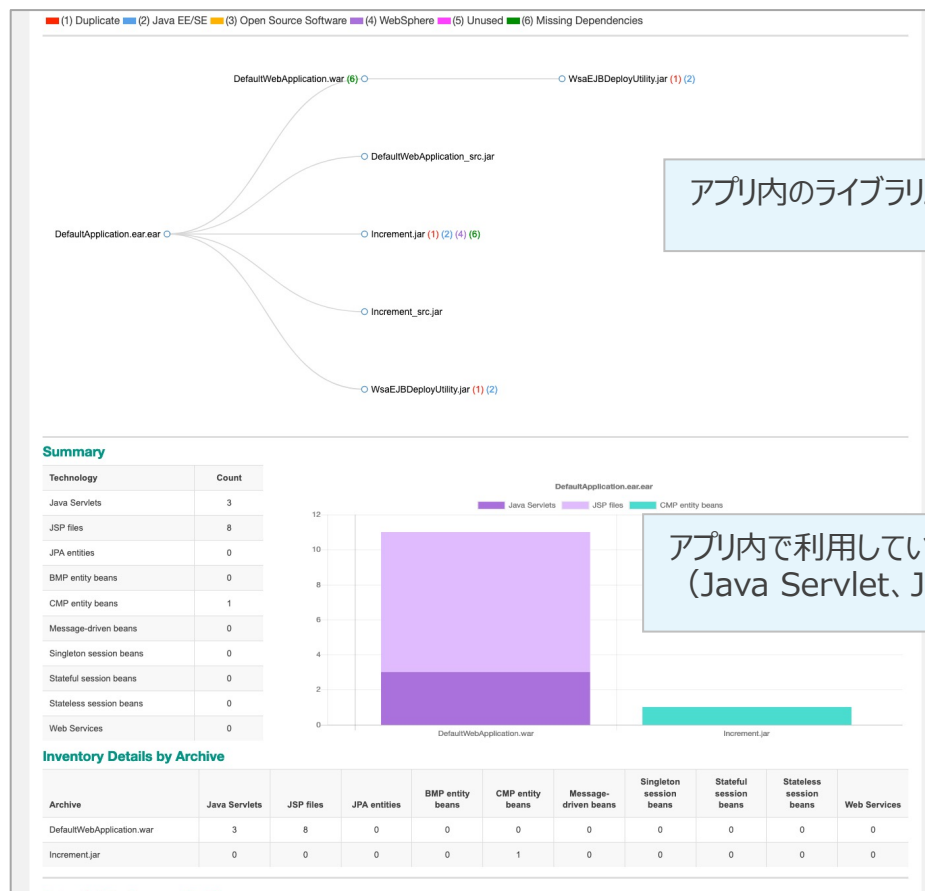 (1) Duplicate (2) Java EE/SE (3) Open Source Software (4) WebSphere (5) Unused (6) Missing Dependencies
DefaultWebApplication.war (6) WsaEJBDeployUtility.jar (1) (2)
DefaultWebApplication_src.jar
アプリ内のライブラリ
DefaultApplication.ear.ear Increment.jar (1) (2) (4) (6)
Increment_src.jar
WsaEJBDeployUtility.jar (1) (2)
Summary
Technology Count
Java Servlets 3
JSP files 8
JPA entities 0
BMP entity beans 0
CMP entity beans 1
Message-driven beans 0
Singleton session beans 0
Stateful session beans 0
Stateless session beans 0
Web Services 0
DefaultApplication.ear.ear
Java Servlets JSP files CMP entity beans
12
10
8
6
4
2
0
DefaultWebApplication.war Increment.jar
アプリ内で利用してい
（Java Servlet、J
Inventory Details by Archive
Archive Java Servlets JSP files JPA entities BMP entity beans CMP entity beans Message-driven beans Singleton session beans Stateful session beans Stateless session beans Web Services
DefaultWebApplication.war 3 8 0 0 0 0 0 0 0 0
Increment.jar 0 0 0 0 1 0 0 0 0 0